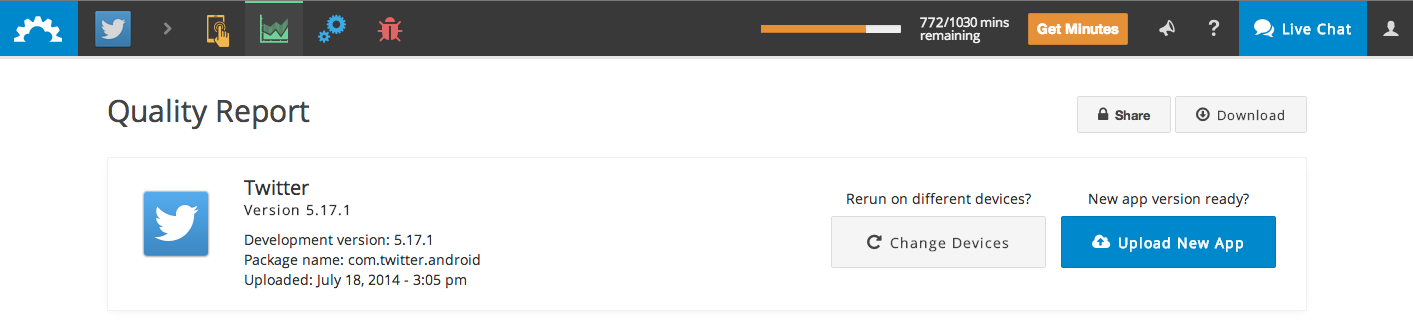 772/1030 mins
remaining
Get Minutes
?
Live Chat
Quality Report
Share
Download
Twitter
Version 5.17.1
Development version: 5.17.1
Package name: com.twitter.android
Uploaded: July 18, 2014 - 3:05 pm
Rerun on different devices?
Change Devices
New app version ready?
Upload New App